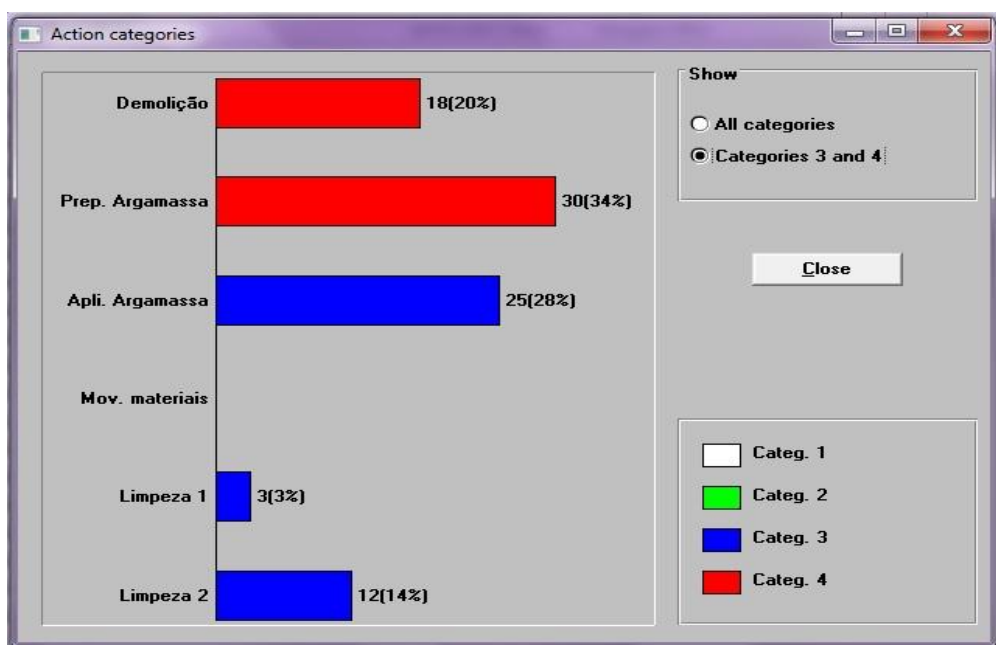 Action categories
Demolição 18(20%)
Prep. Argamassa 30(34%)
Apli. Argamassa 25(28%)
Mov. materiais
Limpeza 1 3(3%)
Limpeza 2 12(14%)
Show
All categories
Categories 3 and 4
Close
Categ. 1
Categ. 2
Categ. 3
Categ. 4